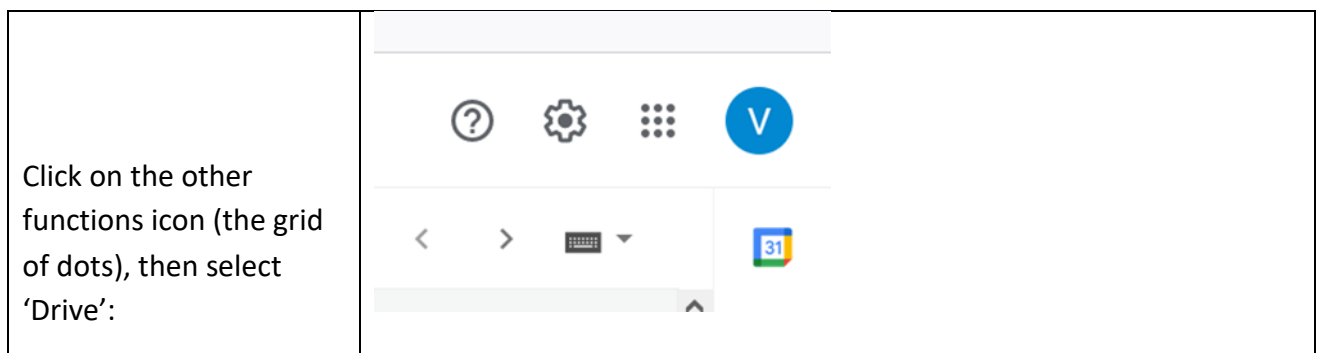 Click on the other
functions icon (the grid
of dots), then select
‘Drive’:
V
31